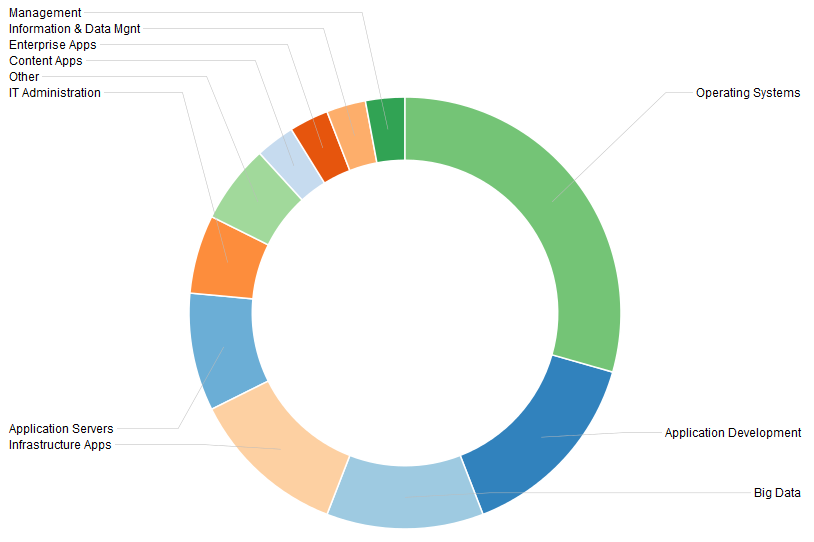 Management
Information & Data Mgnt
Enterprise Apps
Content Apps
Other
IT Administration
Operating Systems
Application Servers
Infrastructure Apps
Application Development
Big Data